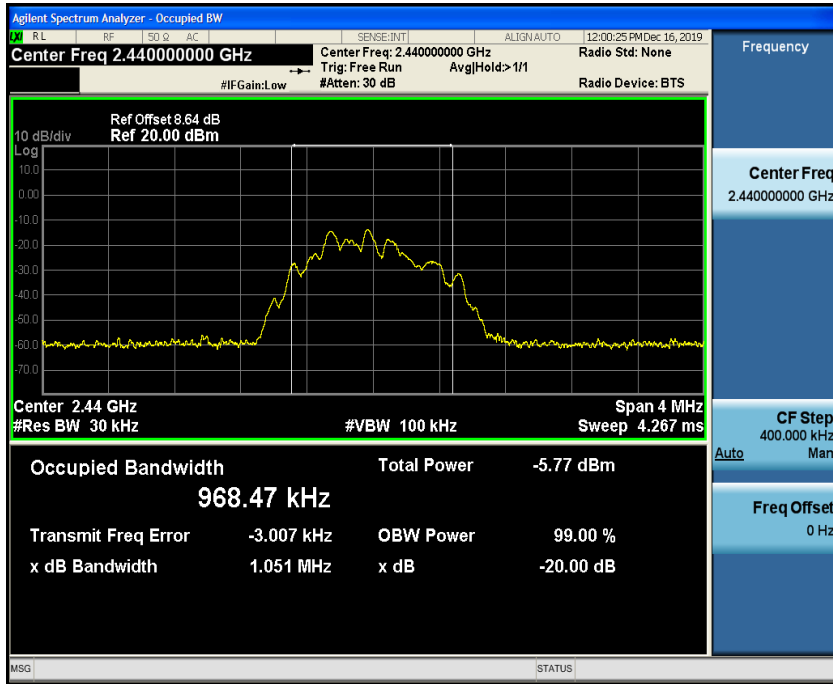 Agilent Spectrum Analyzer - Occupied BW
LXI RL RF 50 Ω AC SENSE:INT ALIGN AUTO 12:00:25 PM Dec 16, 2019
Center Freq 2.440000000 GHz
Center Freq: 2.440000000 GHz
Radio Std: None
Trig: Free Run Avg|Hold:>1/1
#IFGain:Low
#Atten: 30 dB
Radio Device: BTS
Ref Offset 8.64 dB
10 dB/div Ref 20.00 dBm
Log
10.0
0.00
-10.0
-20.0
-30.0
-40.0
-50.0
-60.0
-70.0
Center 2.44 GHz Span 4 MHz
#Res BW 30 kHz #VBW 100 kHz Sweep 4.267 ms
Occupied Bandwidth Total Power -5.77 dBm
968.47 kHz
Transmit Freq Error -3.007 kHz OBW Power 99.00 %
x dB Bandwidth 1.051 MHz x dB -20.00 dB
MSG STATUS
Frequency
Center Freq
2.440000000 GHz
CF Step
400.000 kHz
Auto Man
Freq Offset
0 Hz